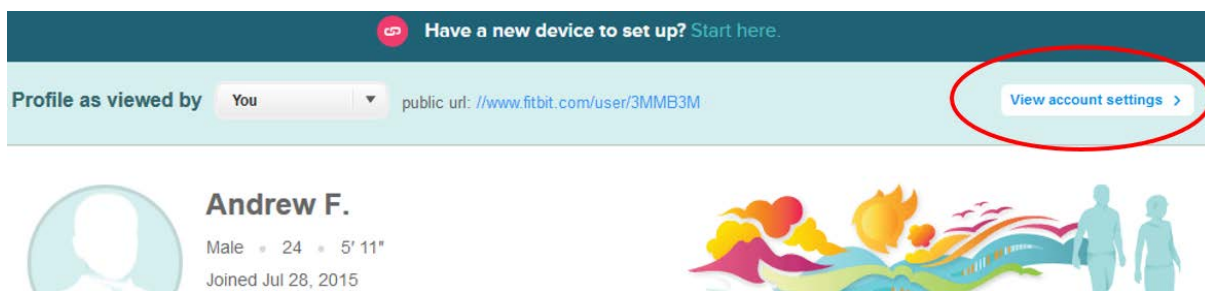 Have a new device to set up? Start here.
Profile as viewed by You public url: //www.fitbit.com/user/3MMB3M View account settings >
Andrew F.
Male • 24 • 5' 11"
Joined Jul 28, 2015